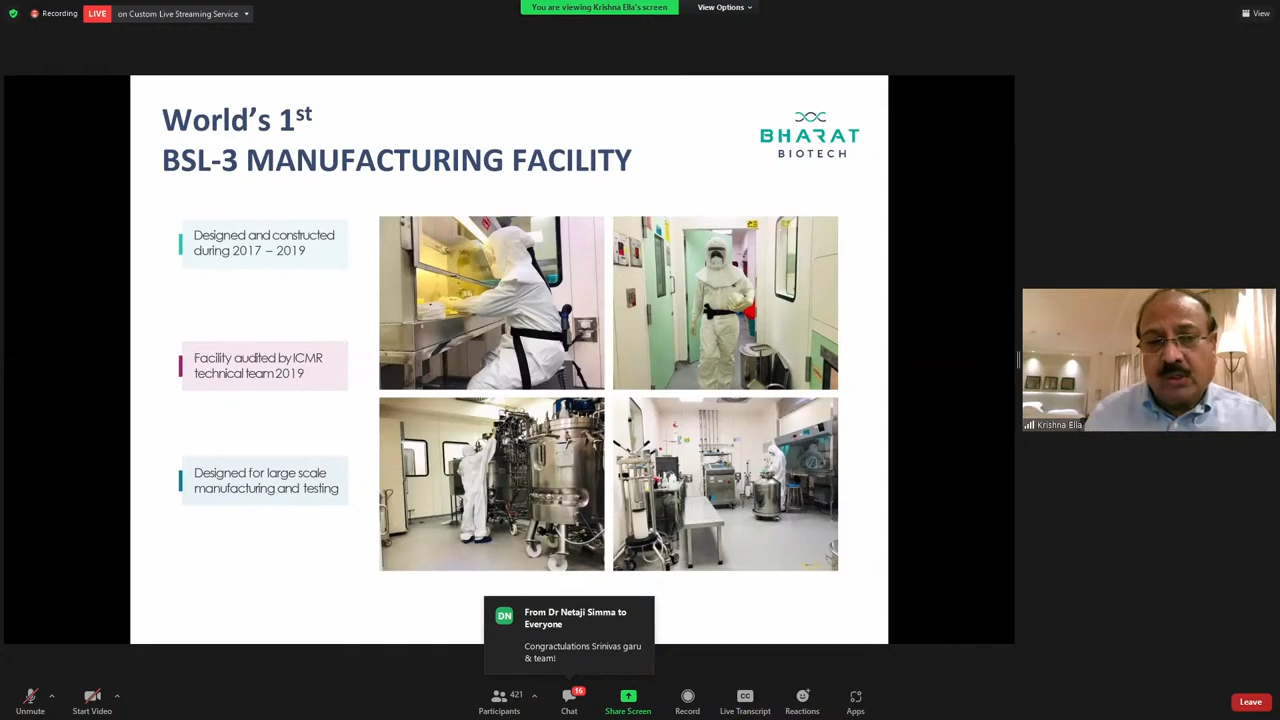 Recording
LIVE
on Custom Live Streaming Service
You are viewing Krishna Ella's screen
View Options
View
World's 1st
BSL-3 MANUFACTURING FACILITY
BHARAT
BIOTECH
Designed and constructed
during 2017 – 2019
Facility audited by ICMR
technical team 2019
Designed for large scale
manufacturing and testing
Krishna Ella
DN
From Dr Netaji Simma to
Everyone
Congractulations Srinivas garu
& team!
Unmute
Start Video
421
Participants
16
Chat
Share Screen
Record
CC
Live Transcript
Reactions
Apps
Leave